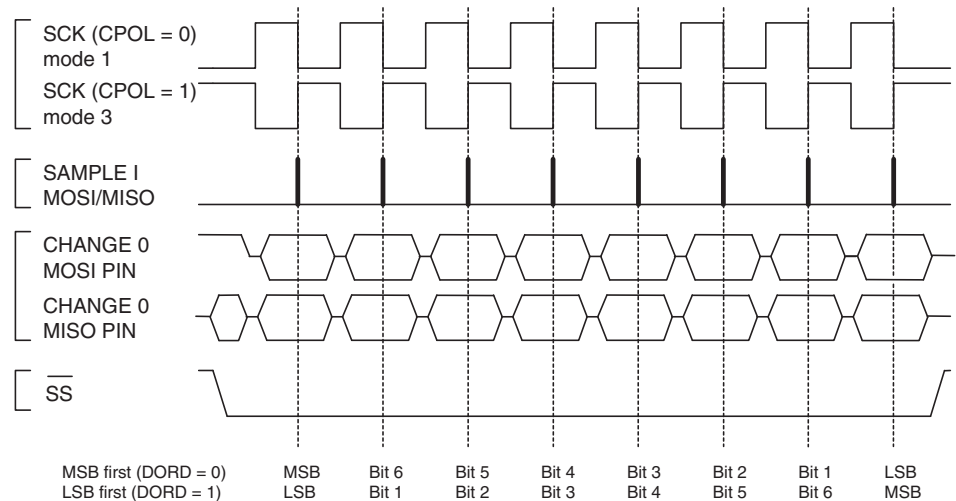 SCK (CPOL = 0)
mode 1
SCK (CPOL = 1)
mode 3
SAMPLE I
MOSI/MISO
CHANGE 0
MOSI PIN
CHANGE 0
MISO PIN
SS
MSB first (DORD = 0) MSB Bit 6 Bit 5 Bit 4 Bit 3 Bit 2 Bit 1 LSB
LSB first (DORD = 1) LSB Bit 1 Bit 2 Bit 3 Bit 4 Bit 5 Bit 6 MSB